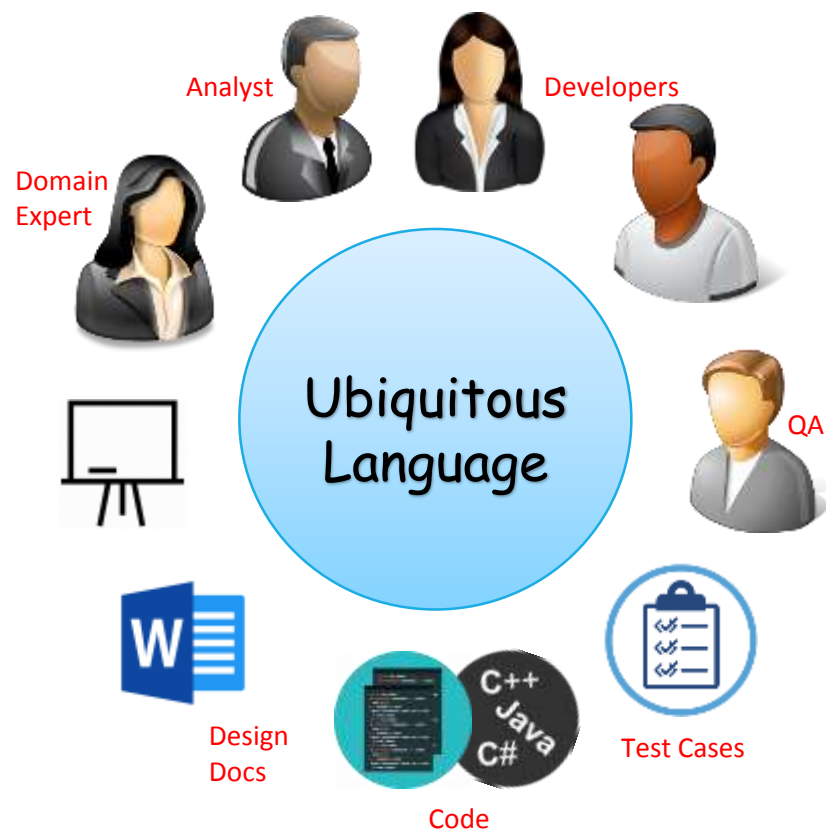 Analyst
Developers
Domain
Expert
Ubiquitous
Language
QA
W
C++
Java
C#
Design
Docs
Test Cases
Code